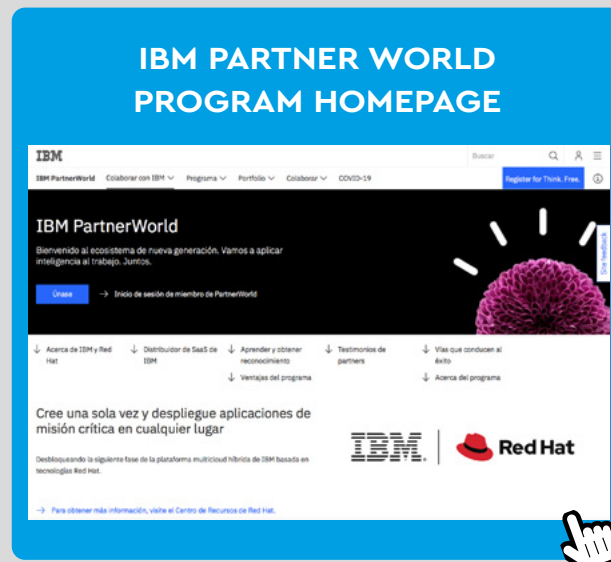 IBM PARTNER WORLD
PROGRAM HOMEPAGE
IBM
Buscar
IBM PartnerWorld Colaborar con IBM Programa Portfolio Colaborar COVID-19 Register for Think. Free.
IBM PartnerWorld
Bienvenido al ecosistema de nueva generación. Vamos a aplicar
inteligencia al trabajo. Juntos.
Únase → Inicio de sesión de miembro de PartnerWorld
Site feedback
↓ Acerca de IBM y Red Hat
↓ Distribuidor de SaaS de IBM
↓ Aprender y obtener reconocimiento
↓ Testimonios de partners
↓ Vías que conducen al éxito
↓ Ventajas del programa
↓ Acerca del programa
Cree una sola vez y despliegue aplicaciones de
misión crítica en cualquier lugar
Desbloqueando la siguiente fase de la plataforma multicloud híbrida de IBM basada en
tecnologías Red Hat.
IBM. Red Hat
→ Para obtener más información, visite el Centro de Recursos de Red Hat.